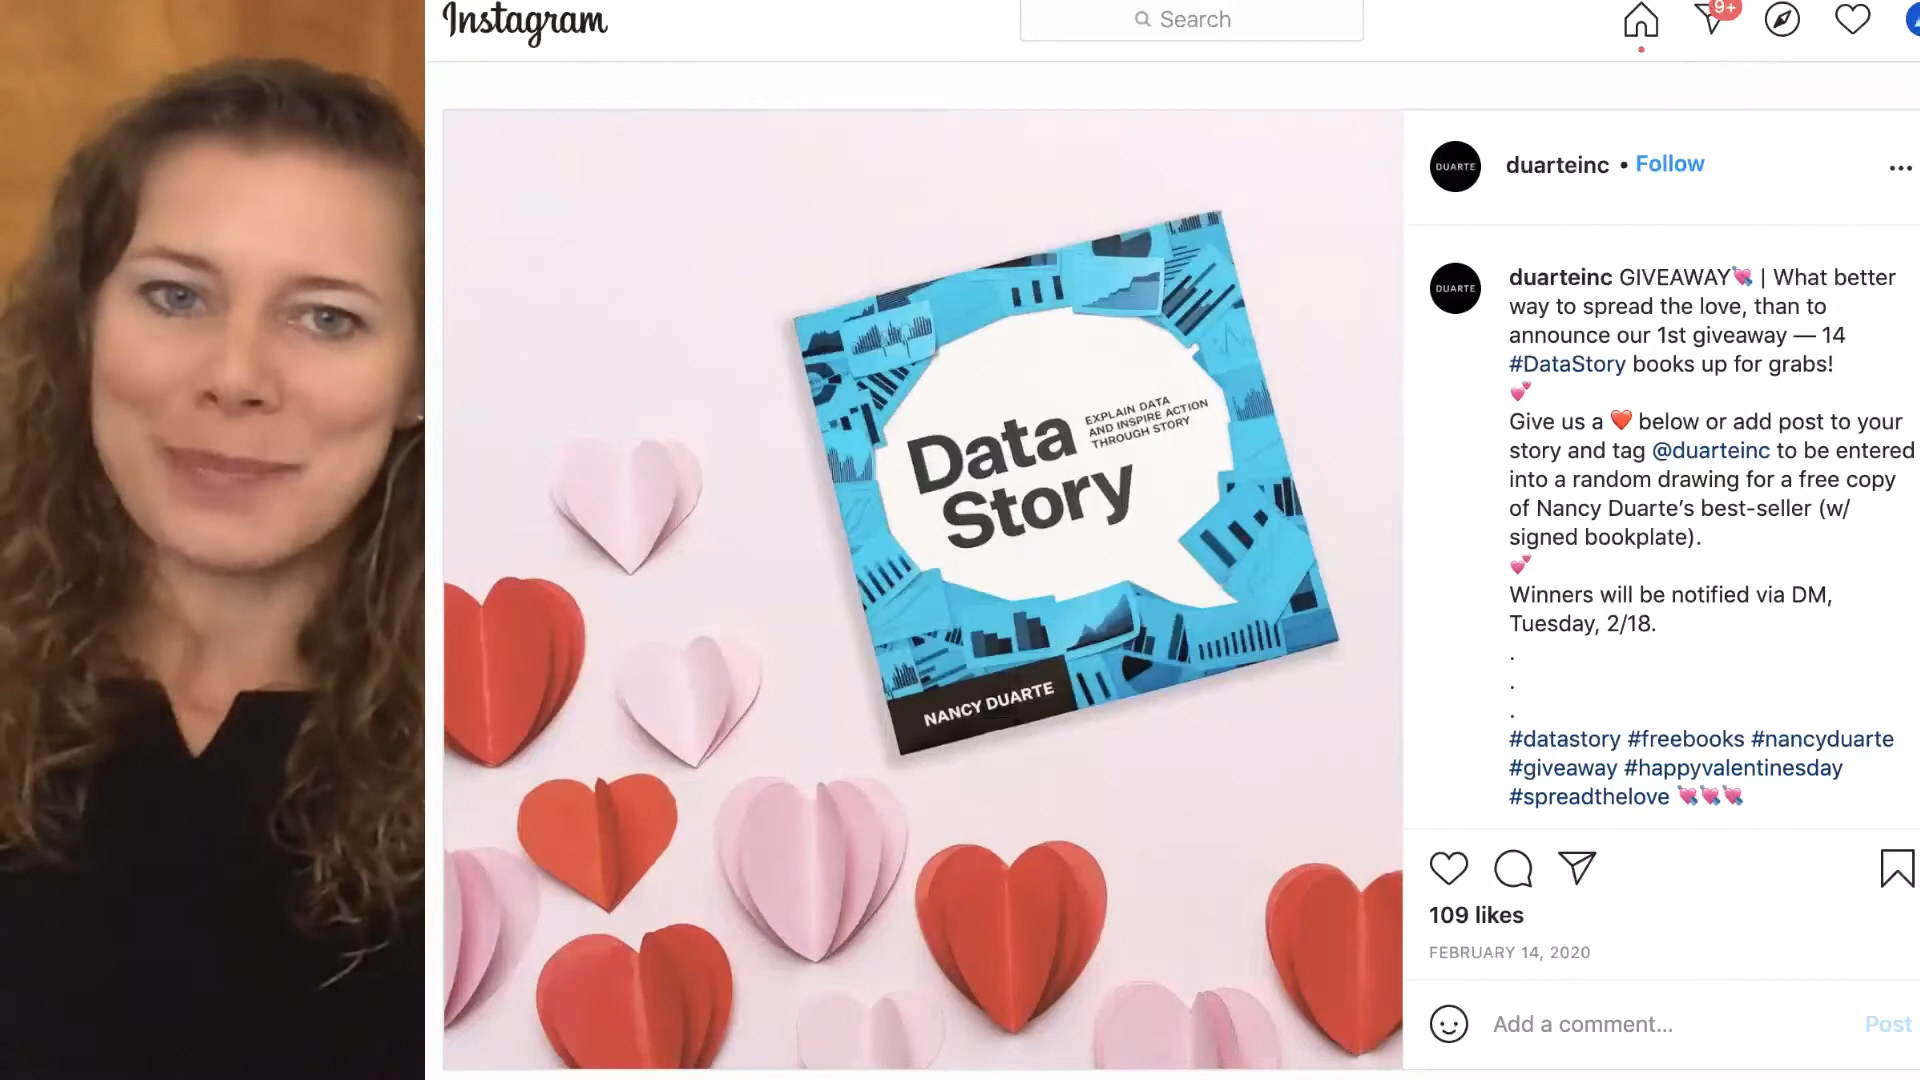 Instagram
Search
9+
DUARTE
duarteinc • Follow
...
DUARTE
duarteinc GIVEAWAY💘 | What better
way to spread the love, than to
announce our 1st giveaway — 14
#DataStory books up for grabs!
💕
Give us a ❤️ below or add post to your
story and tag @duarteinc to be entered
into a random drawing for a free copy
of Nancy Duarte’s best-seller (w/
signed bookplate).
💕
Winners will be notified via DM,
Tuesday, 2/18.
.
.
.
#datastory #freebooks #nancyduarte
#giveaway #happyvalentinesday
#spreadthelove 💘💘💘
109 likes
FEBRUARY 14, 2020
Add a comment...
Post
Data
Story
EXPLAIN DATA
AND INSPIRE ACTION
THROUGH STORY
NANCY DUARTE